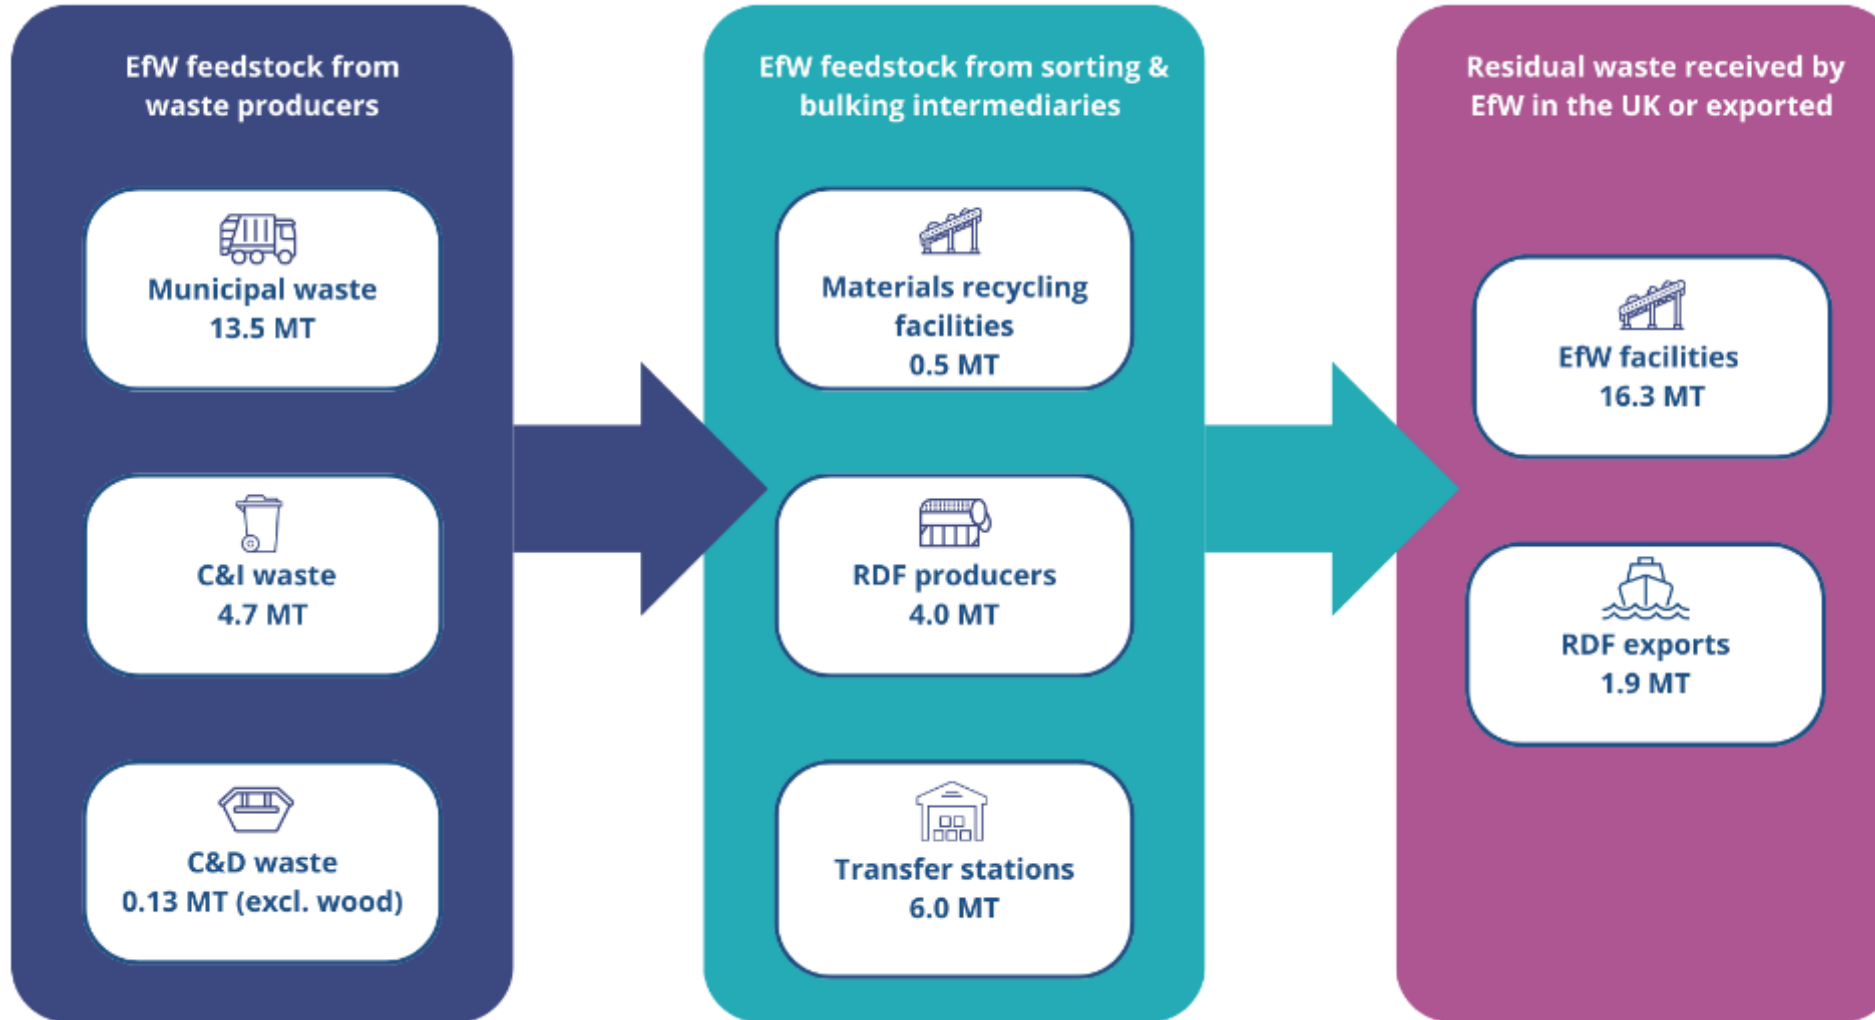 EfW feedstock from
waste producers
Municipal waste
13.5 MT
C&I waste
4.7 MT
C&D waste
0.13 MT (excl. wood)
EfW feedstock from sorting &
bulking intermediaries
Materials recycling
facilities
0.5 MT
RDF producers
4.0 MT
Transfer stations
6.0 MT
Residual waste received by
EfW in the UK or exported
EfW facilities
16.3 MT
RDF exports
1.9 MT